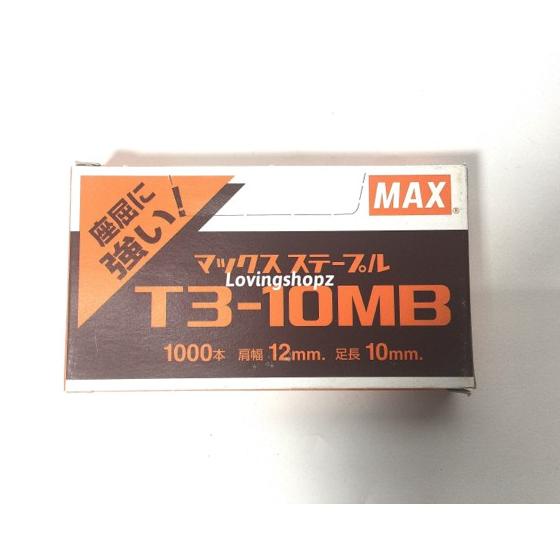 MAX
®
座屈に
強い!
マックス ステープル
Lovingshopz
T3-10MB
1000本 肩幅 12mm. 足長 10mm.